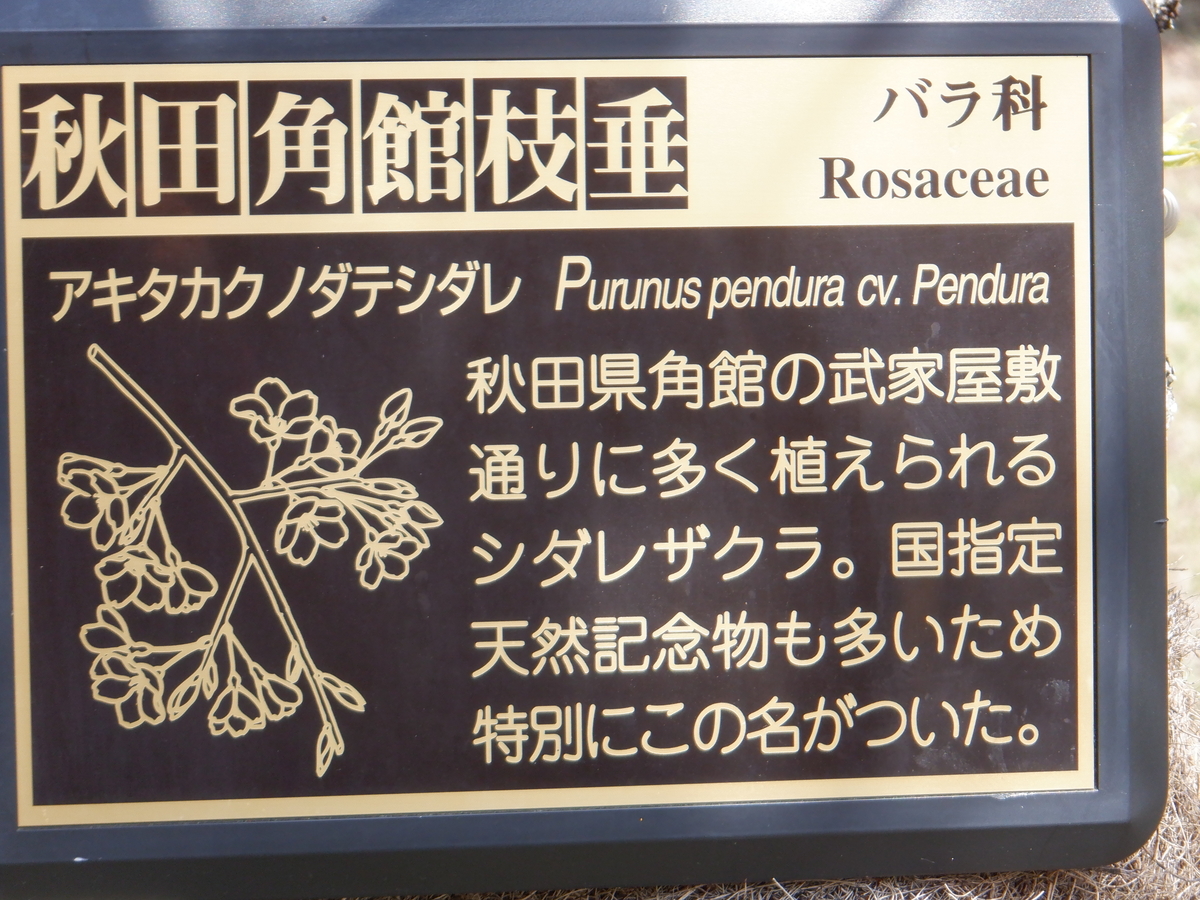 秋田角館枝垂
バラ科
Rosaceae
アキタカクノダテシダレ Purunus pendura cv. Pendura
秋田県角館の武家屋敷
通りに多く植えられる
シダレザクラ。国指定
天然記念物も多いため
特別にこの名がついた。